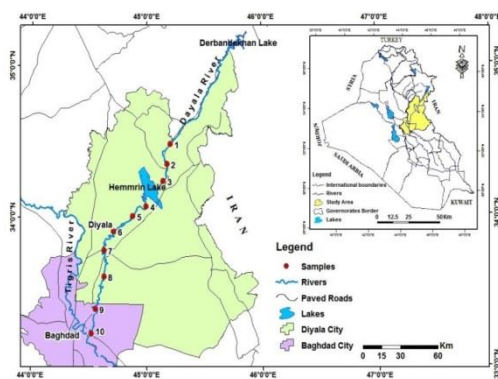 44°0'0"E
45°0'0"E
46°0'0"E
47°0'0"E
48°0'0"E
Derbandekhan Lake
Dayala River
35°0'0"N
34°0'0"N
1
2
3
Hemmrin Lake
4
5
Diyala
6
7
8
9
10
Tigris River
Baghdad
IRAN
TURKEY
N
SYRIA
IRAN
SAUDI ARABIA
KUWAIT
Legend
International boundaries
Rivers
Study Area
Governorates Border
Lakes
0 12.5 25 50 Km
Legend
Samples
Rivers
Paved Roads
Lakes
Diyala City
Baghdad City
Km
0 15 30 60
44°0'0"E
45°0'0"E
46°0'0"E
47°0'0"E
48°0'0"E